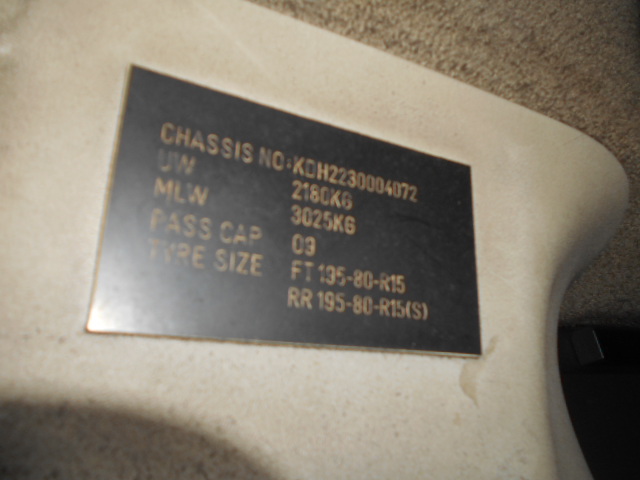 CHASSIS NO:KDH2230004072
UW 2180KG
MLW 3025KG
PASS CAP 09
TYRE SIZE FT 195-80-R15
RR 195-80-R15(S)